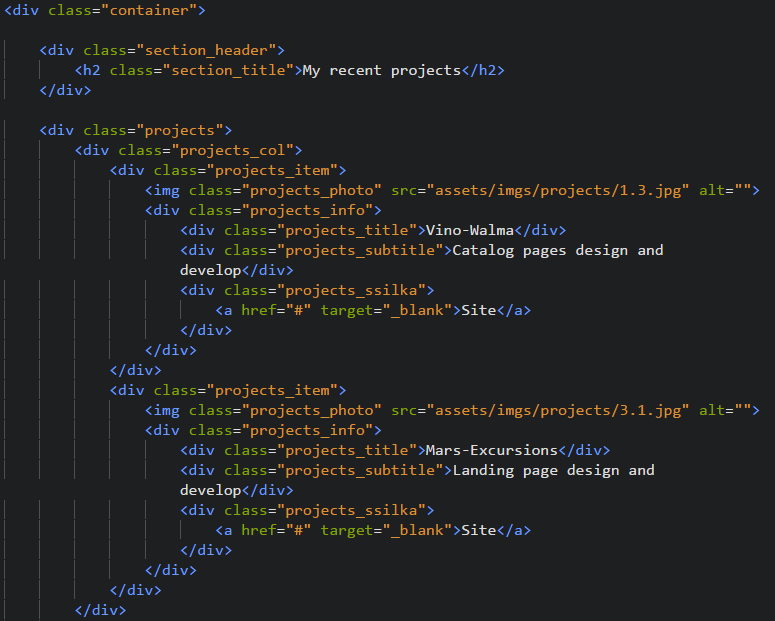 <div class="container">
<div class="section_header">
<h2 class="section_title">My recent projects</h2>
</div>
<div class="projects">
<div class="projects_col">
<div class="projects_item">
<img class="projects_photo" src="assets/imgs/projects/1.3.jpg" alt="">
<div class="projects_info">
<div class="projects_title">Vino-Walma</div>
<div class="projects_subtitle">Catalog pages design and
develop</div>
<div class="projects_ssilka">
<a href="#" target="_blank">Site</a>
</div>
</div>
</div>
<div class="projects_item">
<img class="projects_photo" src="assets/imgs/projects/3.1.jpg" alt="">
<div class="projects_info">
<div class="projects_title">Mars-Excursions</div>
<div class="projects_subtitle">Landing page design and
develop</div>
<div class="projects_ssilka">
<a href="#" target="_blank">Site</a>
</div>
</div>
</div>
</div>